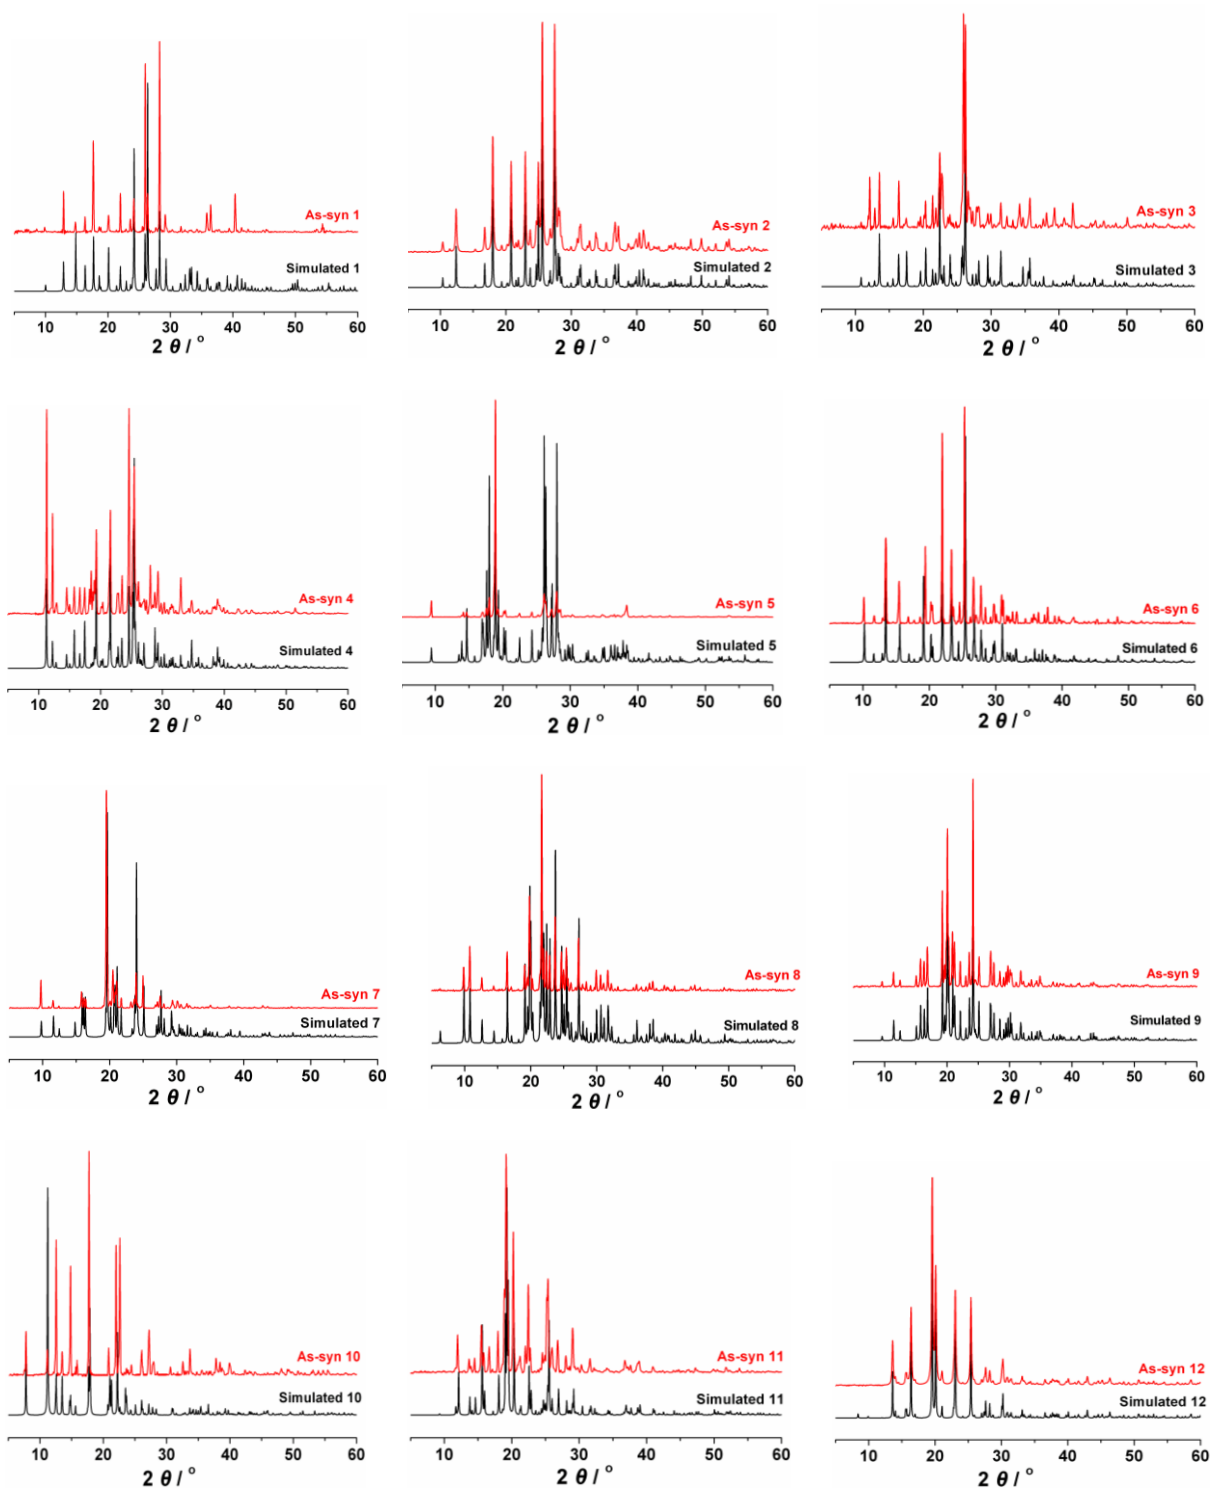 As-syn 1
Simulated 1
10 20 30 40 50 60
2 θ / °
As-syn 2
Simulated 2
10 20 30 40 50 60
2 θ / °
As-syn 3
Simulated 3
10 20 30 40 50 60
2 θ / °
As-syn 4
Simulated 4
10 20 30 40 50 60
2 θ / °
As-syn 5
Simulated 5
10 20 30 40 50 60
2 θ / °
As-syn 6
Simulated 6
10 20 30 40 50 60
2 θ / °
As-syn 7
Simulated 7
10 20 30 40 50 60
2 θ / °
As-syn 8
Simulated 8
10 20 30 40 50 60
2 θ / °
As-syn 9
Simulated 9
10 20 30 40 50 60
2 θ / °
As-syn 10
Simulated 10
10 20 30 40 50 60
2 θ / °
As-syn 11
Simulated 11
10 20 30 40 50 60
2 θ / °
As-syn 12
Simulated 12
10 20 30 40 50 60
2 θ / °